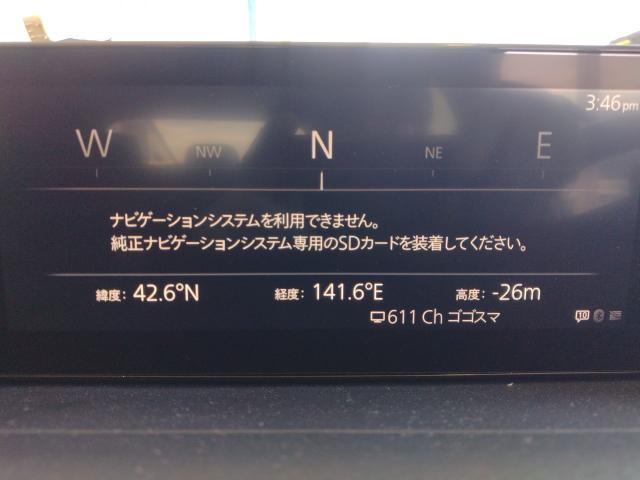 3:46pm
W NW N NE E
ナビゲーションシステムを利用できません。
純正ナビゲーションシステム専用のSDカードを装着してください。
緯度: 42.6°N 経度: 141.6°E 高度: -26m
611 Ch ゴゴスマ
10